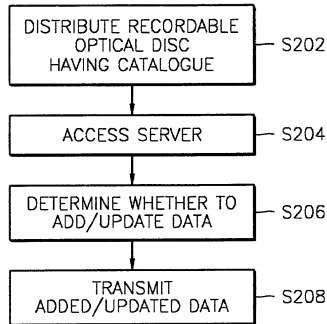 DISTRIBUTE RECORDABLE
OPTICAL DISC
HAVING CATALOGUE
S202
ACCESS SERVER
S204
DETERMINE WHETHER TO
ADD/UPDATE DATA
S206
TRANSMIT
ADDED/UPDATED DATA
S208